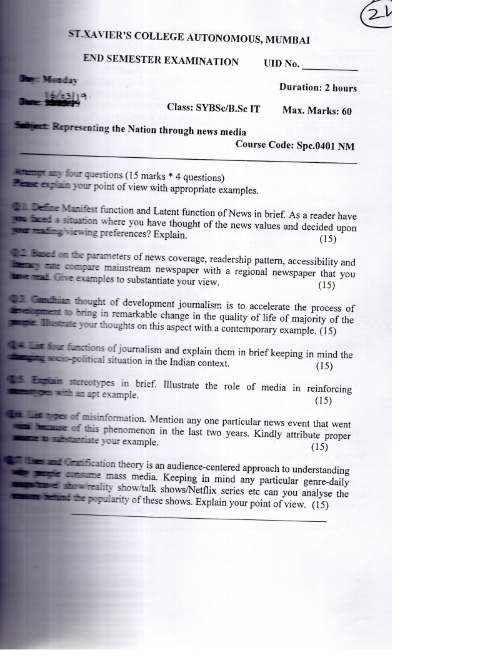 21
ST.XAVIER'S COLLEGE AUTONOMOUS, MUMBAI
END SEMESTER EXAMINATION UID No. ________
Day: Monday
Duration: 2 hours
Date: 18/03/19
Class: SYBSc/B.Sc IT Max. Marks: 60
Subject: Representing the Nation through news media
Course Code: Spe.0401 NM
Attempt any four questions (15 marks * 4 questions)
Please explain your point of view with appropriate examples.
Q.1. Define Manifest function and Latent function of News in brief. As a reader have
you faced a situation where you have thought of the news values and decided upon
your reading/viewing preferences? Explain. (15)
Q.2. Based on the parameters of news coverage, readership pattern, accessibility and
literacy rate compare mainstream newspaper with a regional newspaper that you
have read. Give examples to substantiate your view. (15)
Q.3. Gandhian thought of development journalism is to accelerate the process of
development to bring in remarkable change in the quality of life of majority of the
people. Illustrate your thoughts on this aspect with a contemporary example. (15)
Q.4. List four functions of journalism and explain them in brief keeping in mind the
changing socio-political situation in the Indian context. (15)
Q.5. Explain stereotypes in brief. Illustrate the role of media in reinforcing
stereotypes with an apt example. (15)
Q.6. List types of misinformation. Mention any one particular news event that went
viral because of this phenomenon in the last two years. Kindly attribute proper
source to substantiate your example. (15)
Q.7 Uses and Gratification theory is an audience-centered approach to understanding
why people consume mass media. Keeping in mind any particular genre-daily
soaps/travel show/reality show/talk shows/Netflix series etc can you analyse the
reasons behind the popularity of these shows. Explain your point of view. (15)